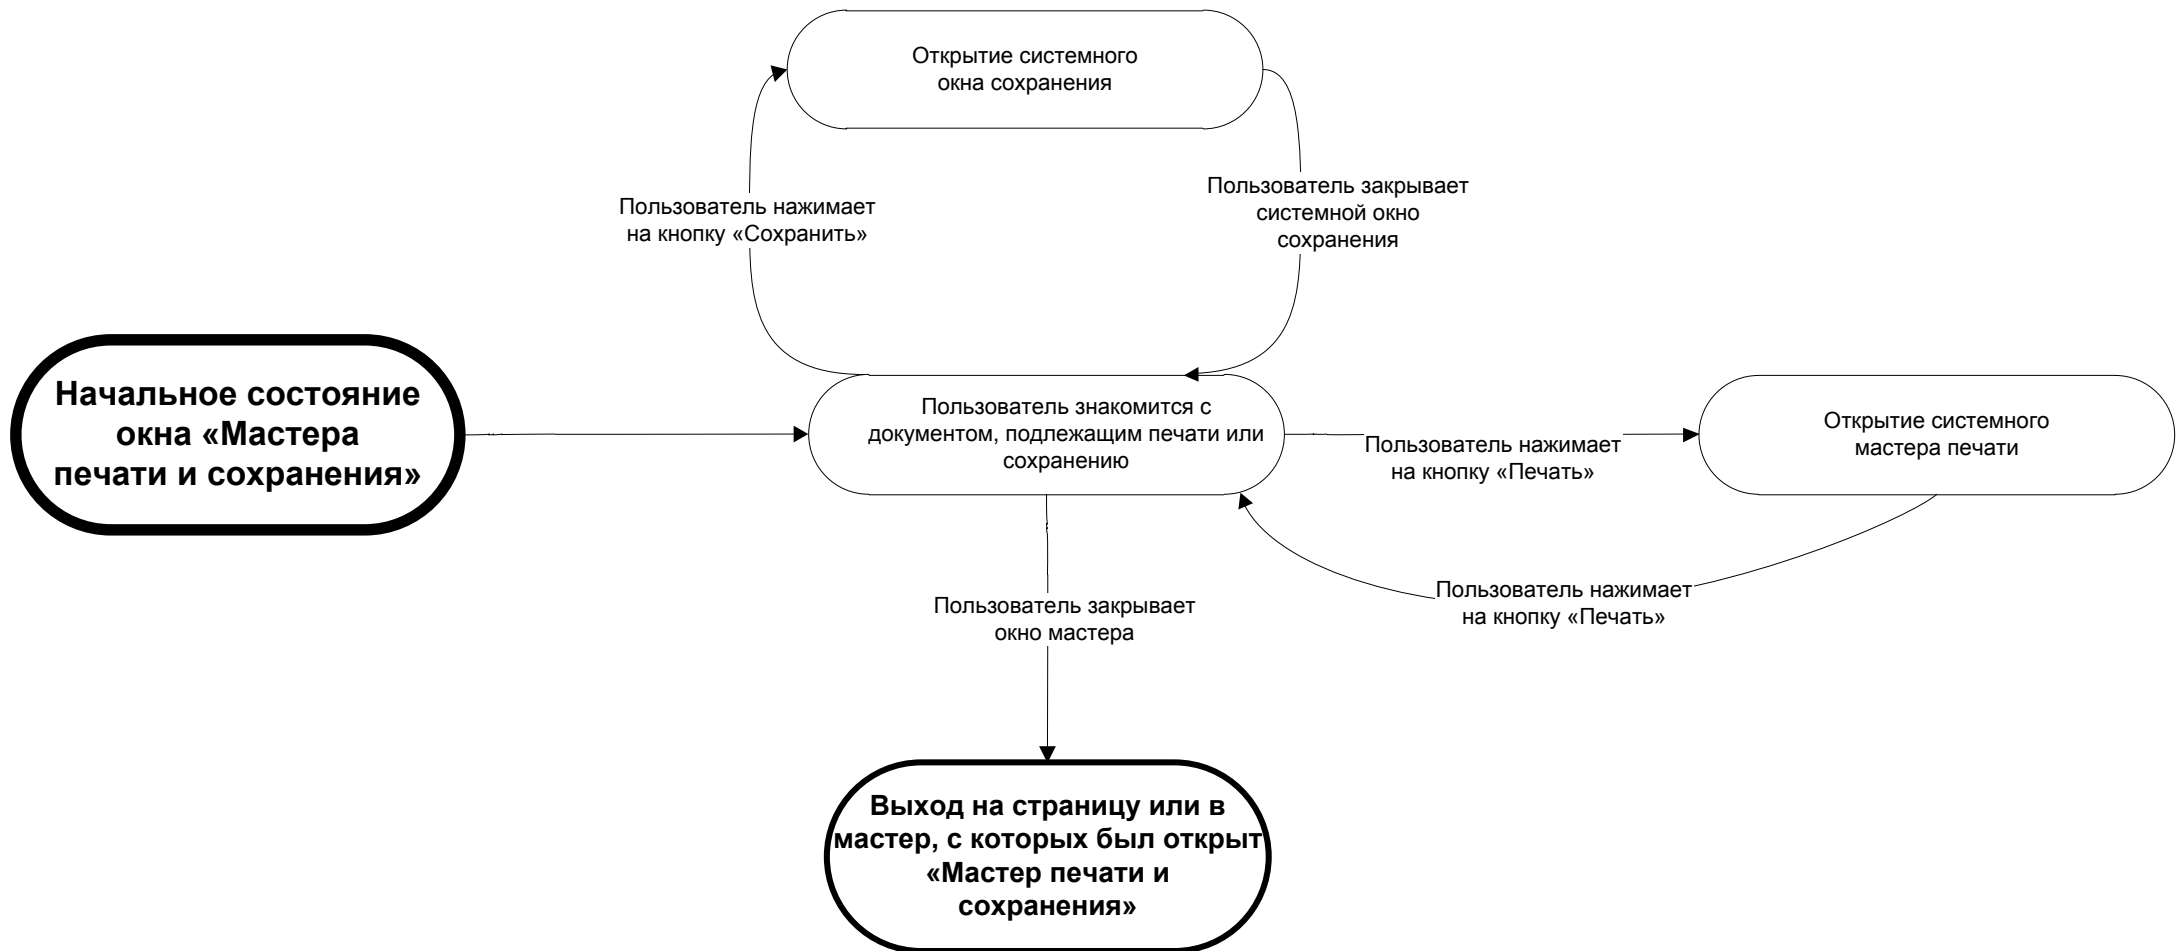 Открытие системного
окна сохранения
Пользователь нажимает
на кнопку «Сохранить»
Пользователь закрывает
системной окно
сохранения
Начальное состояние
окна «Мастера
печати и сохранения»
Пользователь знакомится с
документом, подлежащим печати или
сохранению
Пользователь нажимает
на кнопку «Печать»
Открытие системного
мастера печати
Пользователь нажимает
на кнопку «Печать»
Пользователь закрывает
окно мастера
Выход на страницу или в
мастер, с которых был открыт
«Мастер печати и
сохранения»